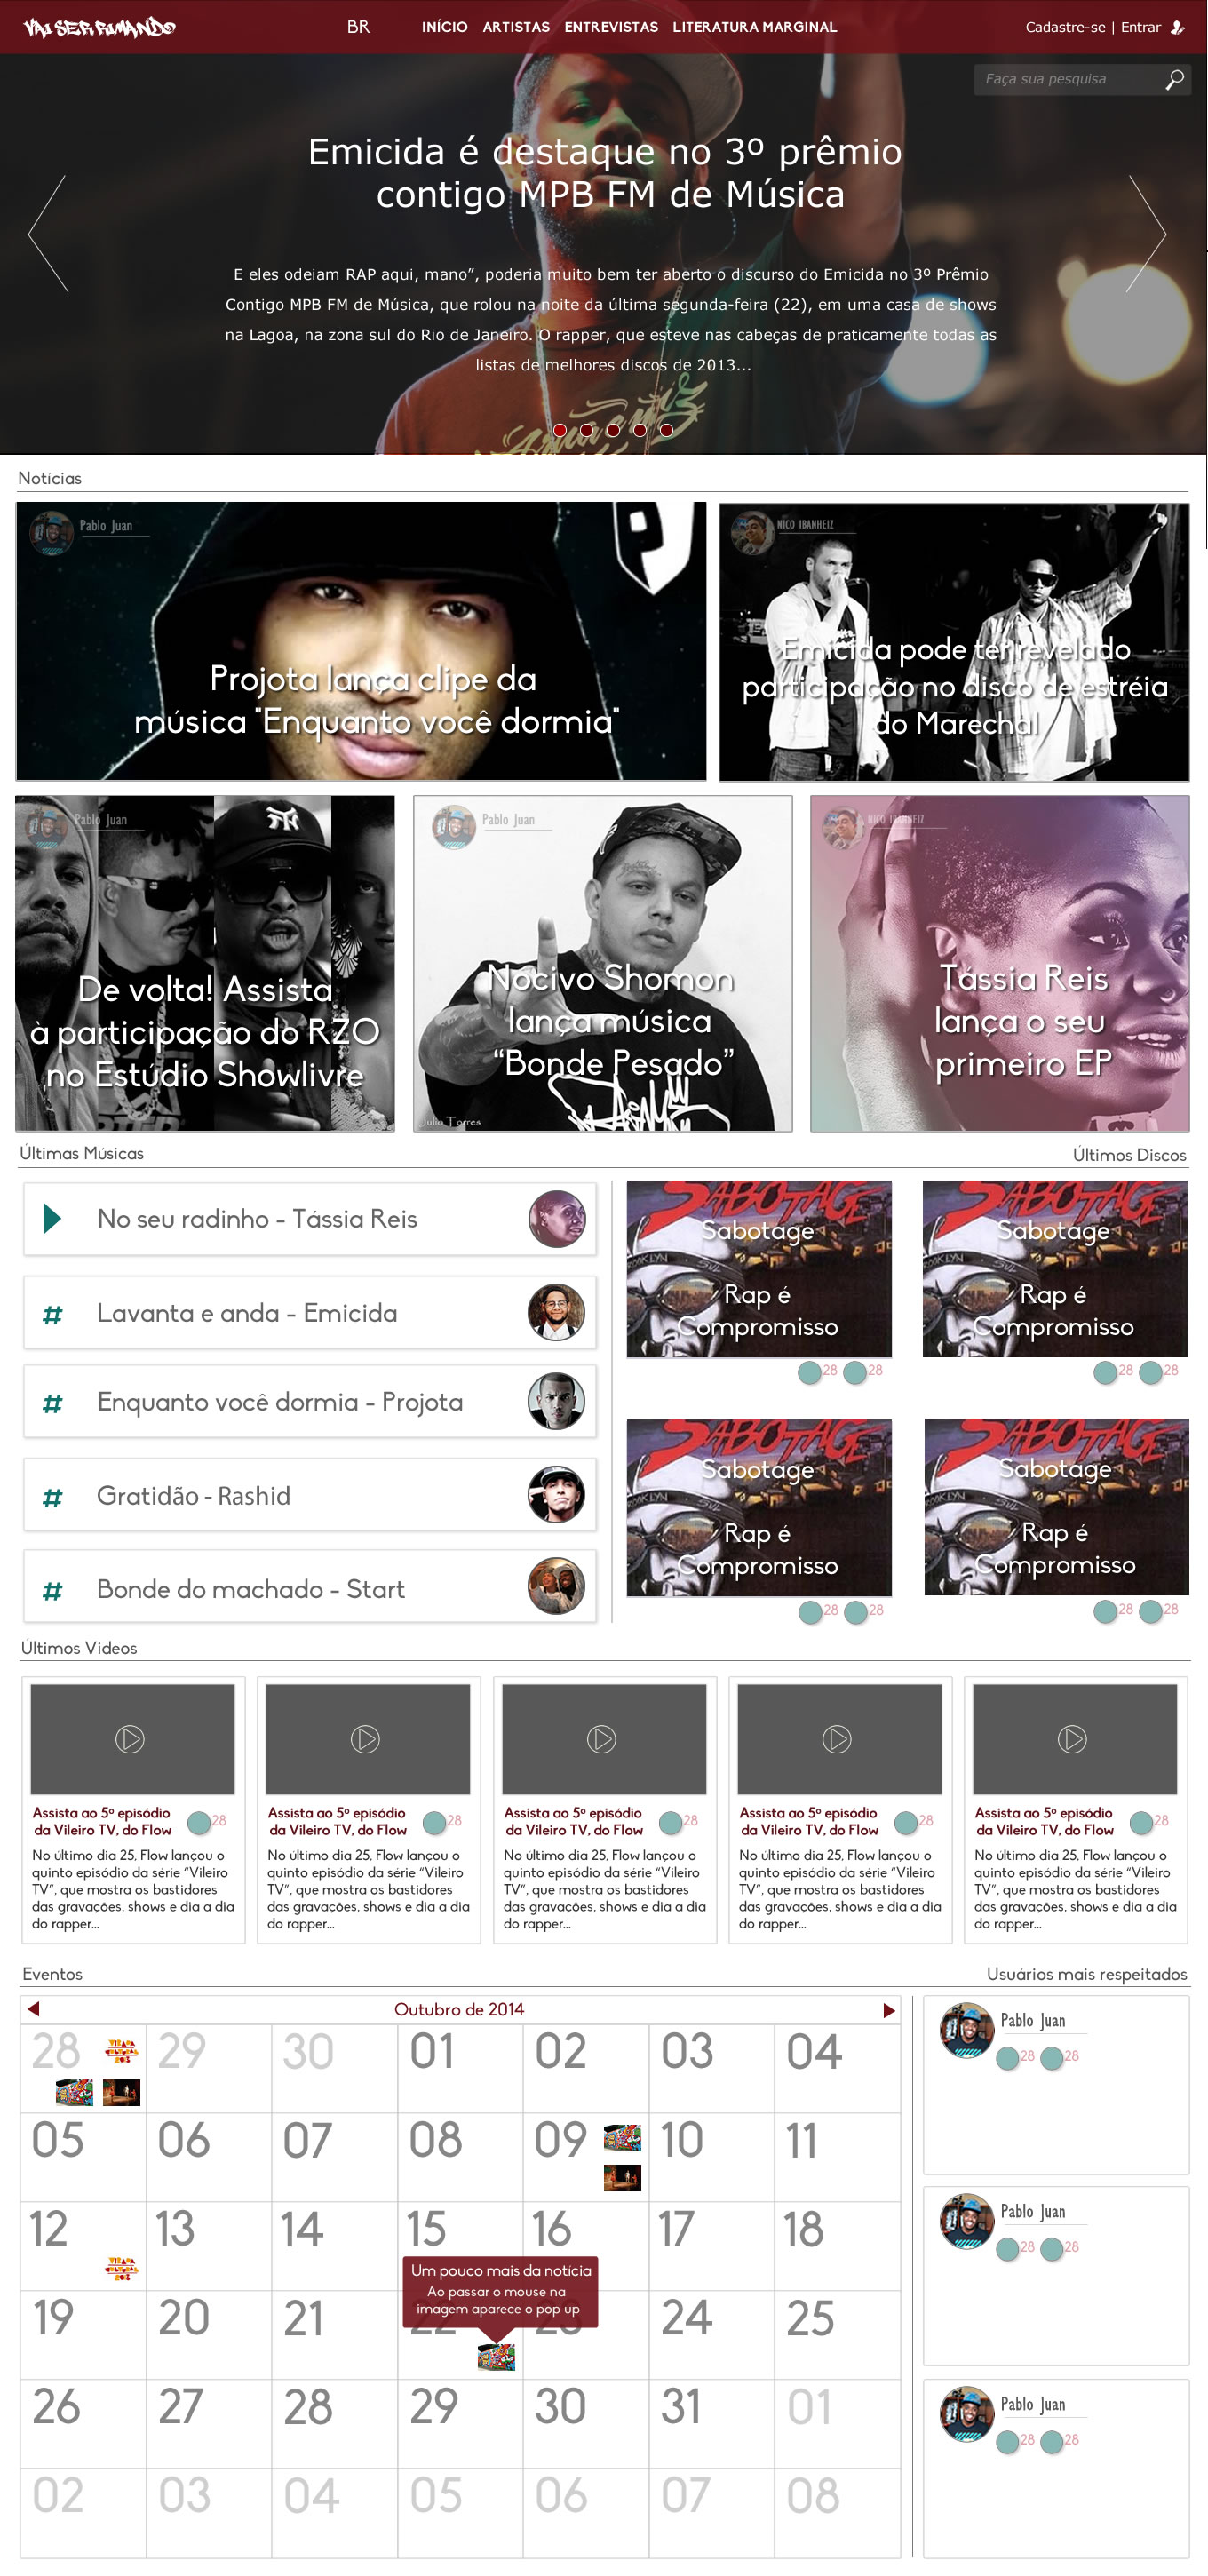 VAI SER RIMANDO
BR
INÍCIO ARTISTAS ENTREVISTAS LITERATURA MARGINAL
Cadastre-se | Entrar
Faça sua pesquisa
Emicida é destaque no 3º prêmio
contigo MPB FM de Música
E eles odeiam RAP aqui, mano”, poderia muito bem ter aberto o discurso do Emicida no 3º Prêmio
Contigo MPB FM de Música, que rolou na noite da última segunda-feira (22), em uma casa de shows
na Lagoa, na zona sul do Rio de Janeiro. O rapper, que esteve nas cabeças de praticamente todas as
listas de melhores discos de 2013...
Notícias
Pablo Juan
Projota lança clipe da
música "Enquanto você dormia"
NICO IBANHEIZ
Emicida pode ter revelado
participação no disco de estréia
do Marechal
Pablo Juan
De volta! Assista
à participação do RZO
no Estúdio Showlivre
Pablo Juan
Nocivo Shomon
lança música
“Bonde Pesado”
Julio Torres
NICO IBANHEIZ
Tássia Reis
lança o seu
primeiro EP
Últimas Músicas
No seu radinho - Tássia Reis
# Lavanta e anda - Emicida
# Enquanto você dormia - Projota
# Gratidão - Rashid
# Bonde do machado - Start
Últimos Discos
SABOTAGE
Sabotage
Rap é
Compromisso
28 28
SABOTAGE
Sabotage
Rap é
Compromisso
28 28
SABOTAGE
Sabotage
Rap é
Compromisso
28 28
SABOTAGE
Sabotage
Rap é
Compromisso
28 28
Últimos Videos
Assista ao 5º episódio
da Vileiro TV, do Flow
28
No último dia 25, Flow lançou o
quinto episódio da série “Vileiro
TV”, que mostra os bastidores
das gravações, shows e dia a dia
do rapper...
Assista ao 5º episódio
da Vileiro TV, do Flow
28
No último dia 25, Flow lançou o
quinto episódio da série “Vileiro
TV”, que mostra os bastidores
das gravações, shows e dia a dia
do rapper...
Assista ao 5º episódio
da Vileiro TV, do Flow
28
No último dia 25, Flow lançou o
quinto episódio da série “Vileiro
TV”, que mostra os bastidores
das gravações, shows e dia a dia
do rapper...
Assista ao 5º episódio
da Vileiro TV, do Flow
28
No último dia 25, Flow lançou o
quinto episódio da série “Vileiro
TV”, que mostra os bastidores
das gravações, shows e dia a dia
do rapper...
Assista ao 5º episódio
da Vileiro TV, do Flow
28
No último dia 25, Flow lançou o
quinto episódio da série “Vileiro
TV”, que mostra os bastidores
das gravações, shows e dia a dia
do rapper...
Eventos
Outubro de 2014
28 29 30 01 02 03 04
05 06 07 08 09 10 11
12 13 14 15 16 17 18
Um pouco mais da notícia
Ao passar o mouse na
imagem aparece o pop up
19 20 21 22 23 24 25
26 27 28 29 30 31 01
02 03 04 05 06 07 08
Usuários mais respeitados
Pablo Juan
28 28
Pablo Juan
28 28
Pablo Juan
28 28